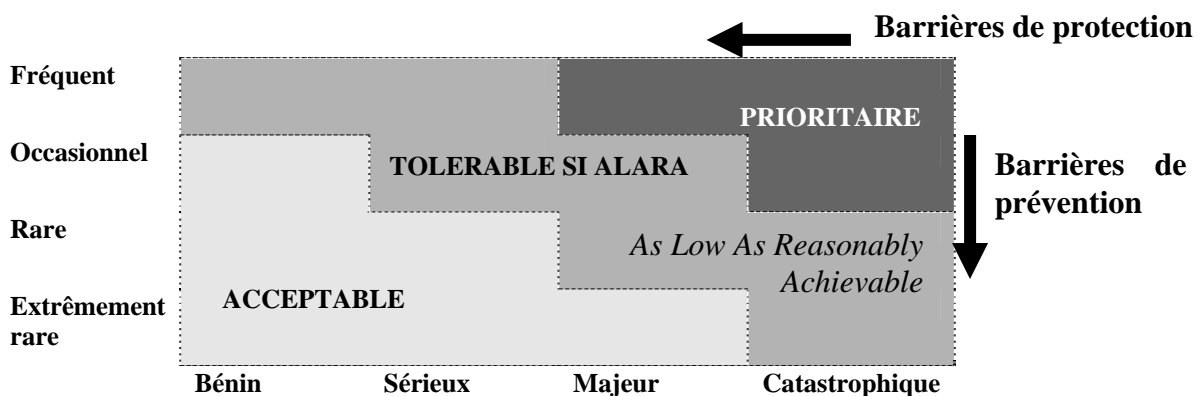 Barrières de protection
Fréquent
PRIORITAIRE
Occasionnel
TOLERABLE SI ALARA
Barrières de
prévention
Rare
As Low As Reasonably
Achievable
Extrêmement
rare
ACCEPTABLE
Bénin
Sérieux
Majeur
Catastrophique